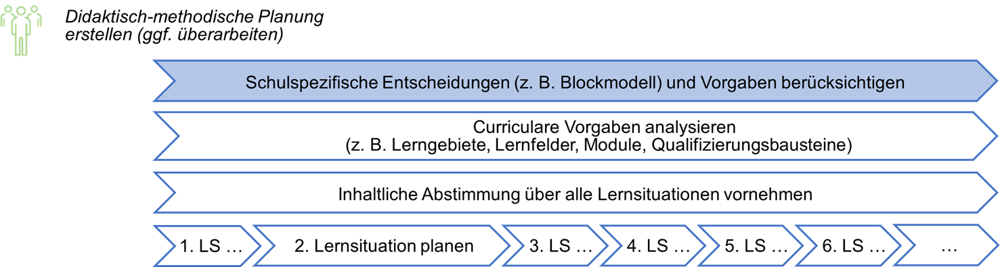 Didaktisch-methodische Planung
erstellen (ggf. überarbeiten)
Schulspezifische Entscheidungen (z. B. Blockmodell) und Vorgaben berücksichtigen
Curriculare Vorgaben analysieren
(z. B. Lerngebiete, Lernfelder, Module, Qualifizierungsbausteine)
Inhaltliche Abstimmung über alle Lernsituationen vornehmen
1. LS … 2. Lernsituation planen 3. LS … 4. LS … 5. LS … 6. LS … …